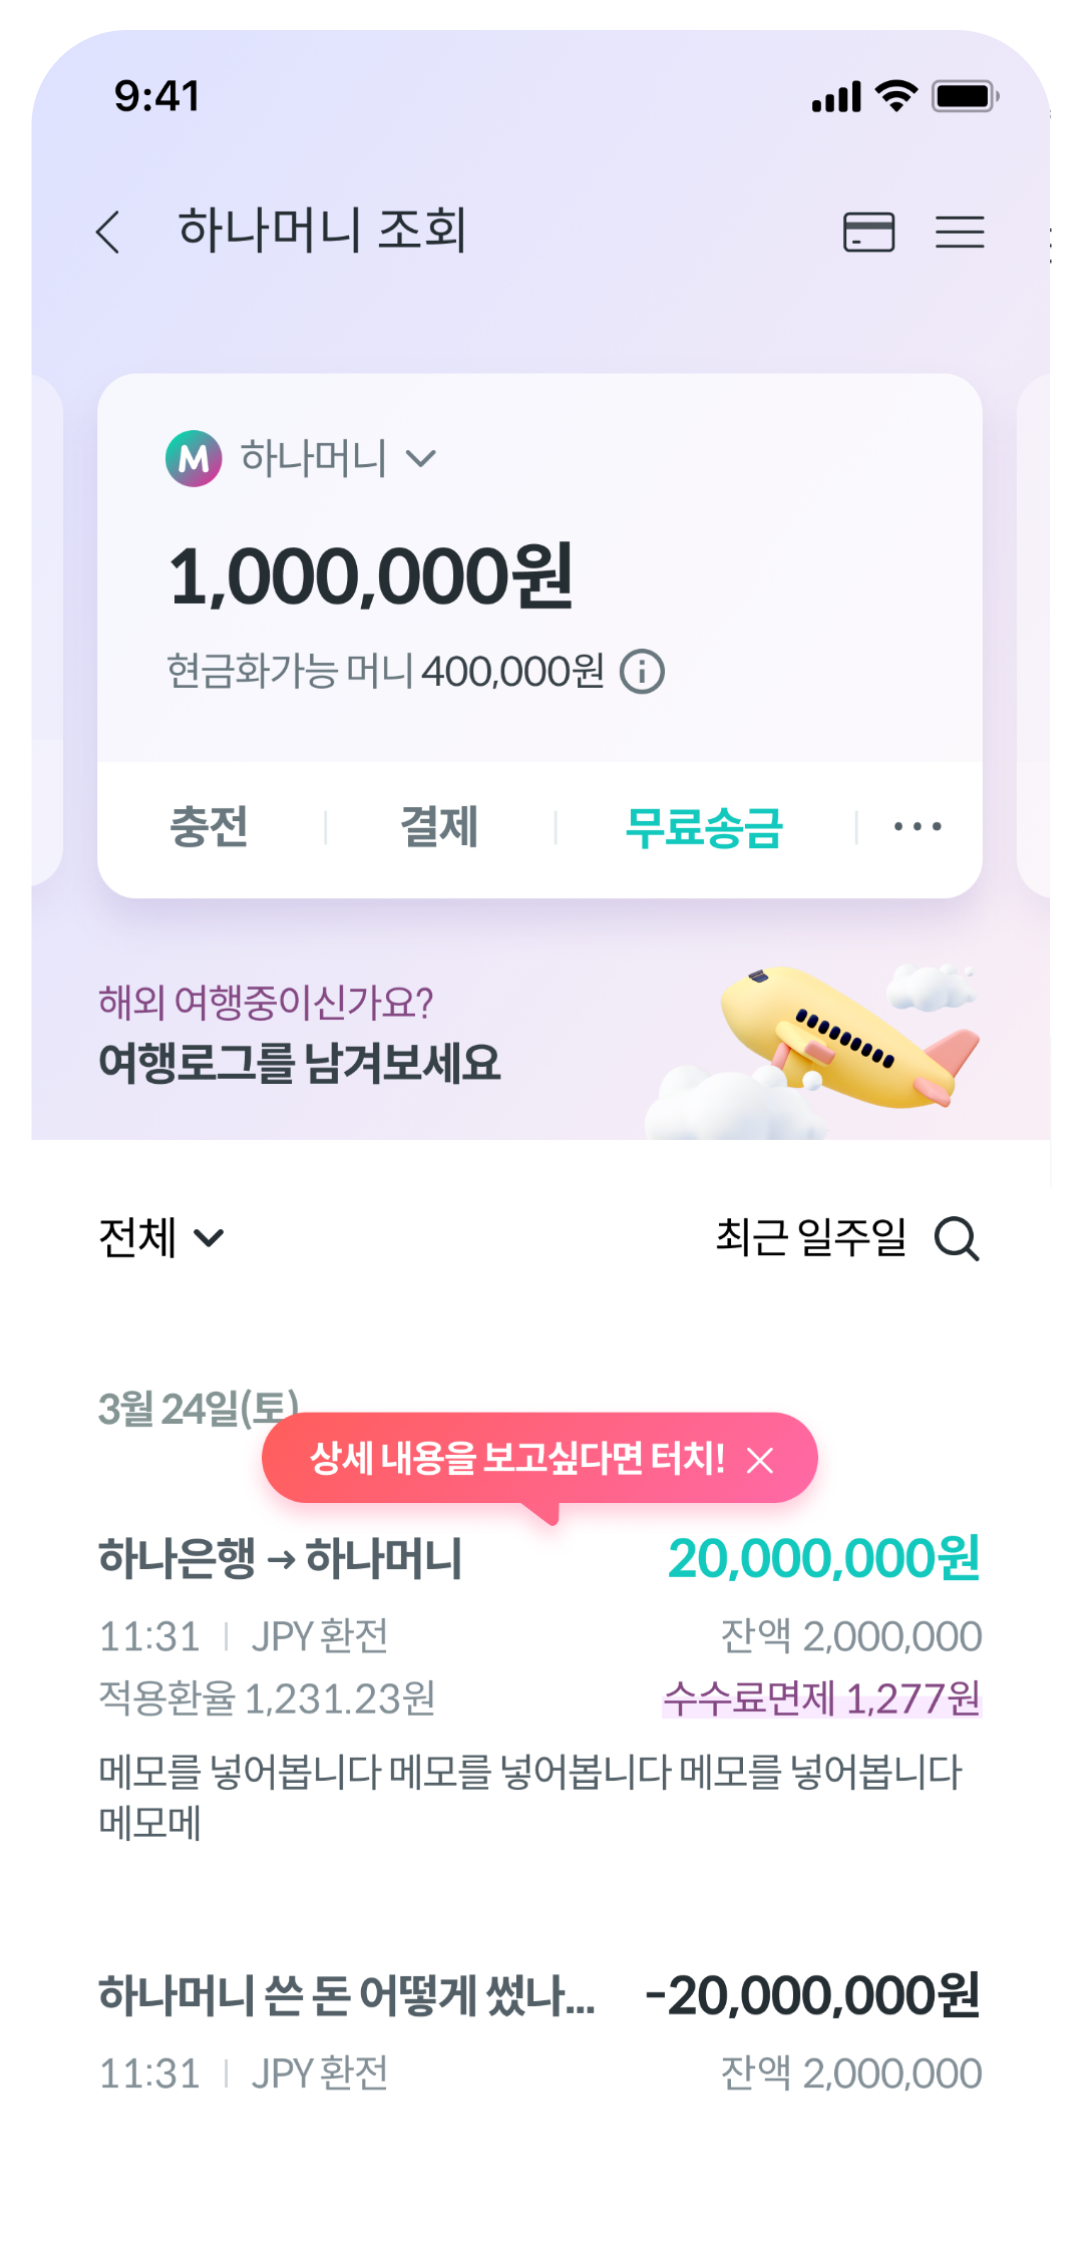 9:41
하나머니 조회
M 하나머니
1,000,000원
현금화가능 머니 400,000원
충전 결제 무료송금
해외 여행중이신가요?
여행로그를 남겨보세요
전체 최근 일주일
3월 24일(토)
상세 내용을 보고싶다면 터치!
하나은행 → 하나머니 20,000,000원
11:31 JPY 환전 잔액 2,000,000
적용환율 1,231.23원 수수료면제 1,277원
메모를 넣어봅니다 메모를 넣어봅니다 메모를 넣어봅니다
메모메
하나머니 쓴 돈 어떻게 썼나... -20,000,000원
11:31 JPY 환전 잔액 2,000,000